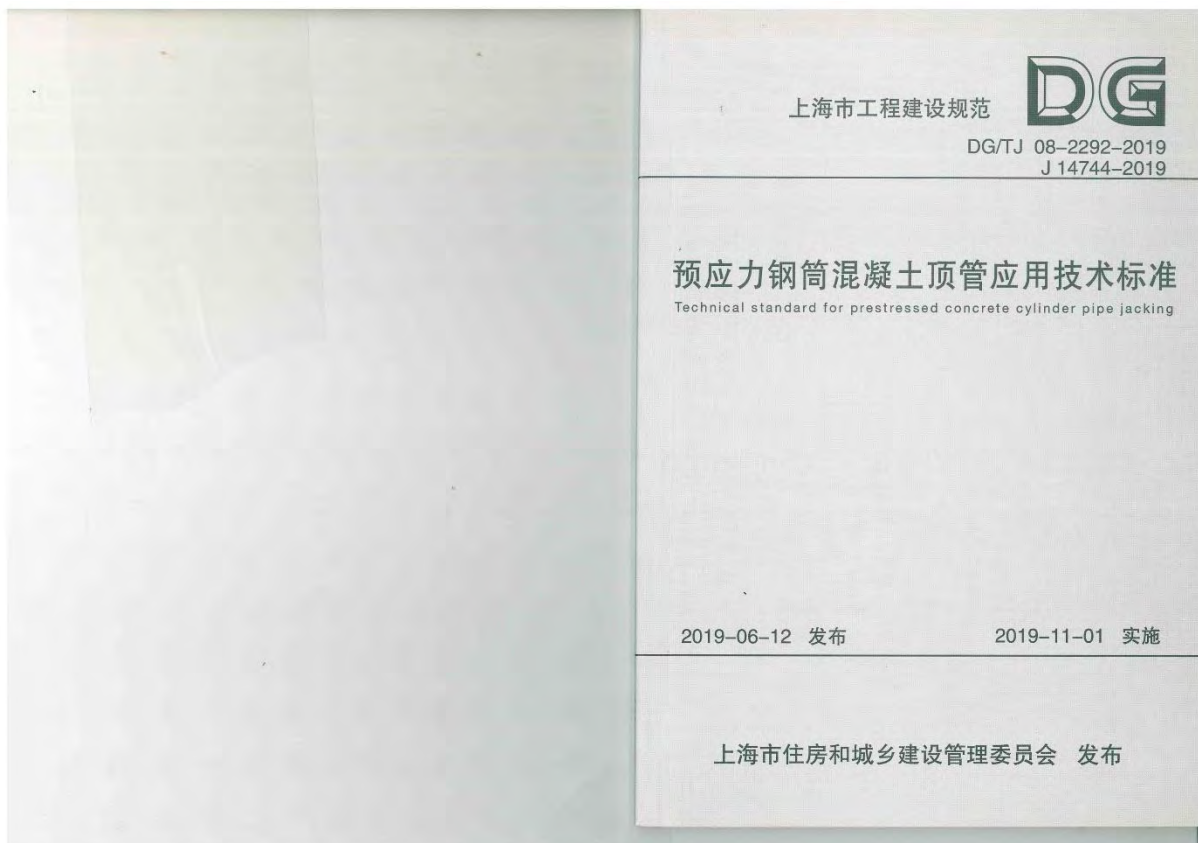 DG
上海市工程建设规范
DG/TJ 08-2292-2019
J 14744-2019
预应力钢筒混凝土顶管应用技术标准
Technical standard for prestressed concrete cylinder pipe jacking
2019-06-12 发布 2019-11-01 实施
上海市住房和城乡建设管理委员会 发布